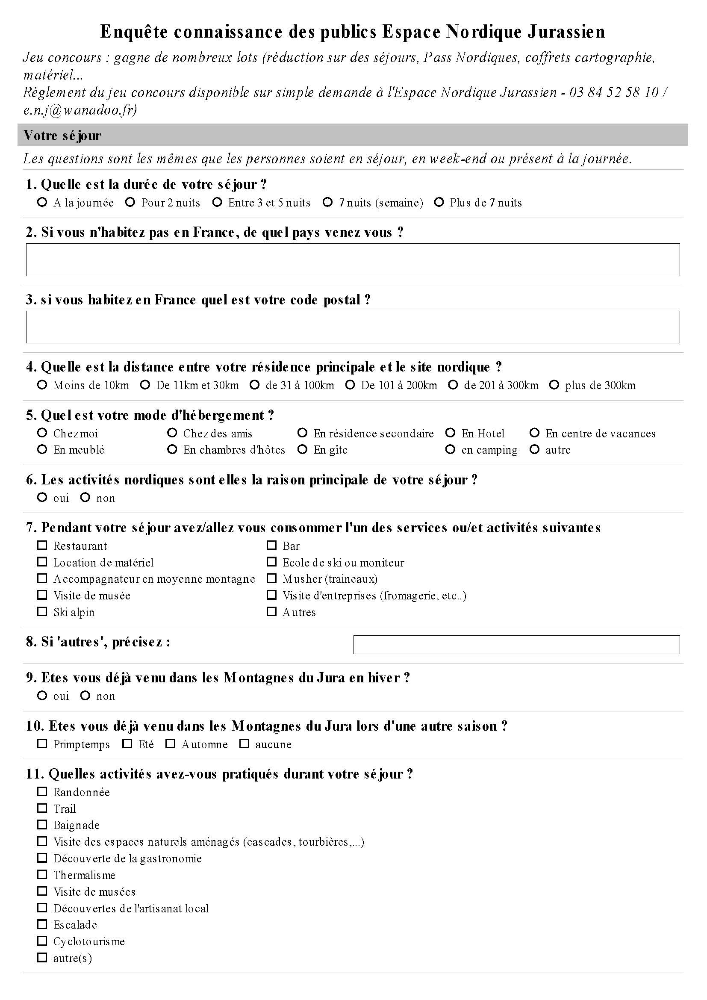 Enquête connaissance des publics Espace Nordique Jurassien
Jeu concours : gagne de nombreux lots (réduction sur des séjours, Pass Nordiques, coffrets cartographie,
matériel...
Règlement du jeu concours disponible sur simple demande à l'Espace Nordique Jurassien - 03 84 52 58 10 /
e.n.j@wanadoo.fr)
Votre séjour
Les questions sont les mêmes que les personnes soient en séjour, en week-end ou présent à la journée.
1. Quelle est la durée de votre séjour ?
A la journée Pour 2 nuits Entre 3 et 5 nuits 7 nuits (semaine) Plus de 7 nuits
2. Si vous n'habitez pas en France, de quel pays venez vous ?
3. si vous habitez en France quel est votre code postal ?
4. Quelle est la distance entre votre résidence principale et le site nordique ?
Moins de 10km De 11km et 30km de 31 à 100km De 101 à 200km de 201 à 300km plus de 300km
5. Quel est votre mode d'hébergement ?
Chez moi Chez des amis En résidence secondaire En Hotel En centre de vacances
En meublé En chambres d'hôtes En gîte en camping autre
6. Les activités nordiques sont elles la raison principale de votre séjour ?
oui non
7. Pendant votre séjour avez/allez vous consommer l'un des services ou/et activités suivantes
Restaurant Bar
Location de matériel Ecole de ski ou moniteur
Accompagnateur en moyenne montagne Musher (traineaux)
Visite de musée Visite d'entreprises (fromagerie, etc..)
Ski alpin Autres
8. Si 'autres', précisez :
9. Etes vous déjà venu dans les Montagnes du Jura en hiver ?
oui non
10. Etes vous déjà venu dans les Montagnes du Jura lors d'une autre saison ?
Primptemps Eté Automne aucune
11. Quelles activités avez-vous pratiqués durant votre séjour ?
Randonnée
Trail
Baignade
Visite des espaces naturels aménagés (cascades, tourbières,...)
Découverte de la gastronomie
Thermalisme
Visite de musées
Découvertes de l'artisanat local
Escalade
Cyclotourisme
autre(s)